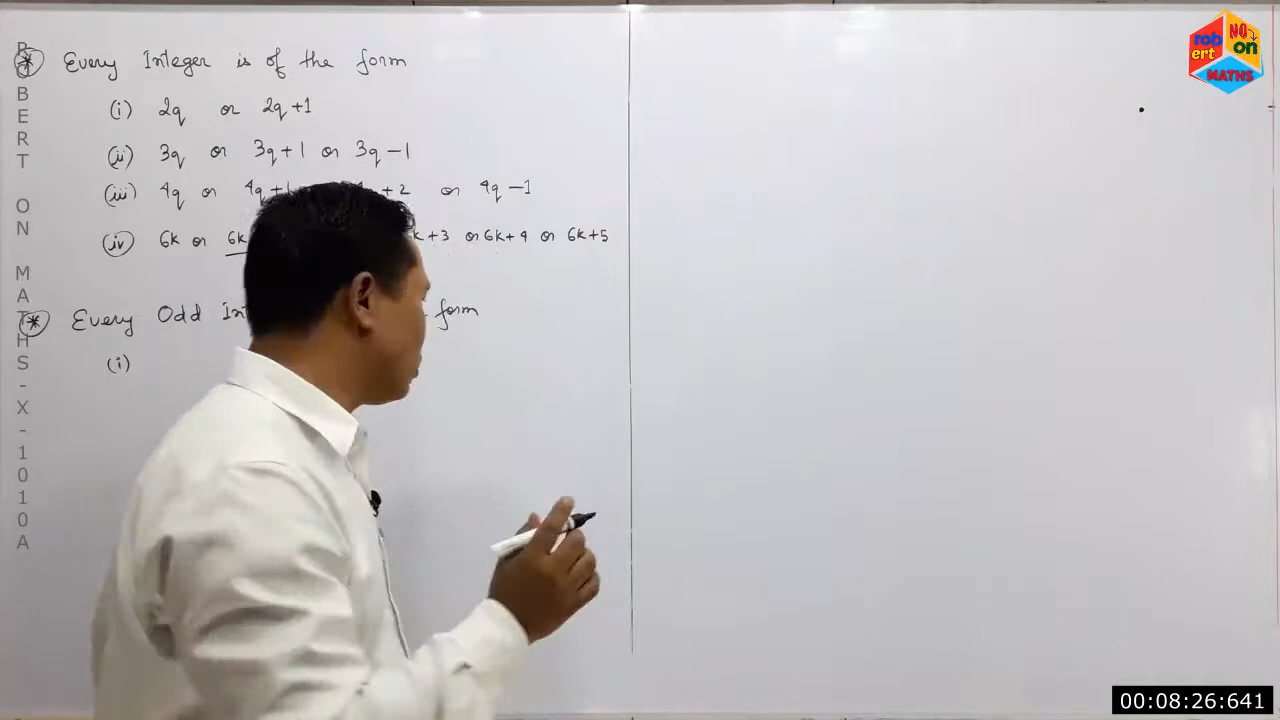 Every Integer is of the form
(i) 2q or 2q+1
(ii) 3q or 3q+1 or 3q-1
(iii) 4q or 4q+ +2 or 4q-1
(iv) 6k or 6k k+3 or 6k+4 or 6k+5
Every Odd Int form
(i)
ROBERT ON MATHS-X-1010A
robert NO on MATHS
00:08:26:641